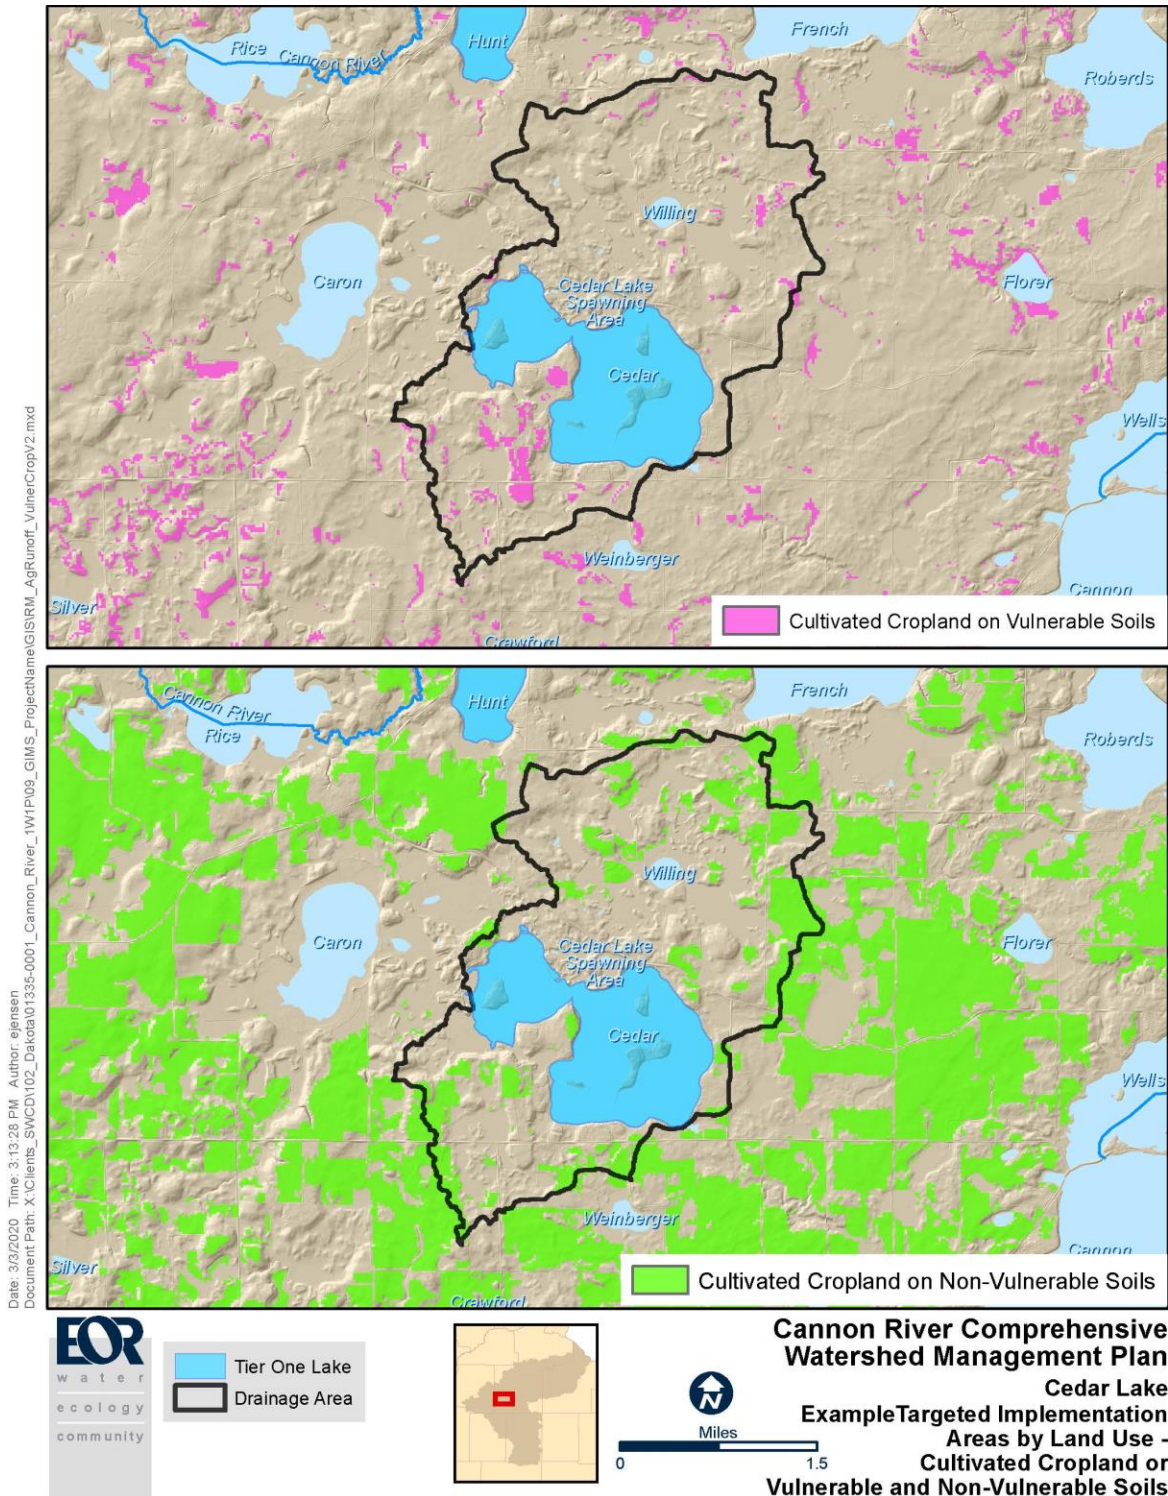 Hunt
French
Rice
Cannon River
Roberds
Willing
Caron
Florer
Cedar Lake
Spawning
Area
Cedar
Wells
Weinberger
Cannon
Silver
Crawford
Cultivated Cropland on Vulnerable Soils
Hunt
French
Cannon River
Rice
Roberds
Willing
Caron
Florer
Cedar Lake
Spawning
Area
Cedar
Wells
Weinberger
Cannon
Silver
Crawford
Cultivated Cropland on Non-Vulnerable Soils
Date: 3/3/2020 Time: 3:13:28 PM Author: ejensen
Document Path: X:\Clients_SWCD\102_Dakota\01335-0001_Cannon_River_1W1P\09_GIMS_ProjectName\GIS\RM_AgRunoff_VulnerCropV2.mxd
EOR
water
ecology
community
Tier One Lake
Drainage Area
N
Miles
0 1.5
Cannon River Comprehensive
Watershed Management Plan
Cedar Lake
ExampleTargeted Implementation
Areas by Land Use -
Cultivated Cropland or
Vulnerable and Non-Vulnerable Soils